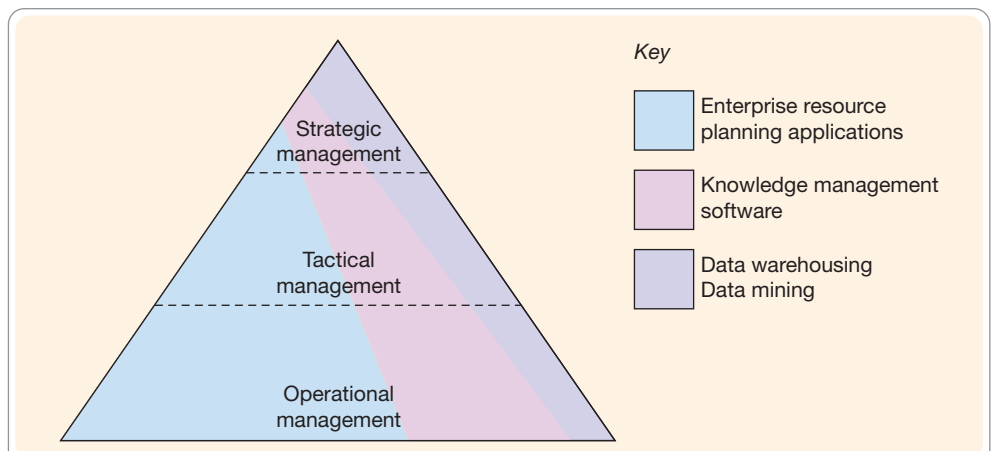 Key
Enterprise resource
planning applications
Knowledge management
software
Data warehousing
Data mining
Strategic
management
Tactical
management
Operational
management